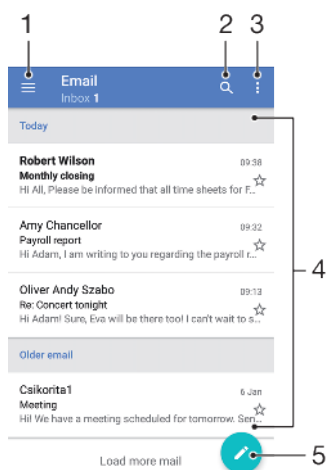 1 2 3
Email
Inbox 1
Today
Robert Wilson 09:38
Monthly closing
Hi All, Please be informed that all time sheets for F...
Amy Chancellor 09:32
Payroll report
Hi Adam, I am writing to you regarding the payroll r...
4
Oliver Andy Szabo 09:13
Re: Concert tonight
Hi Adam! Sure, Eva will be there too! I can't wait to s...
Older email
Csikorita1 6 Jan
Meeting
Hi! We have a meeting scheduled for tomorrow. Sen...
Load more mail 5